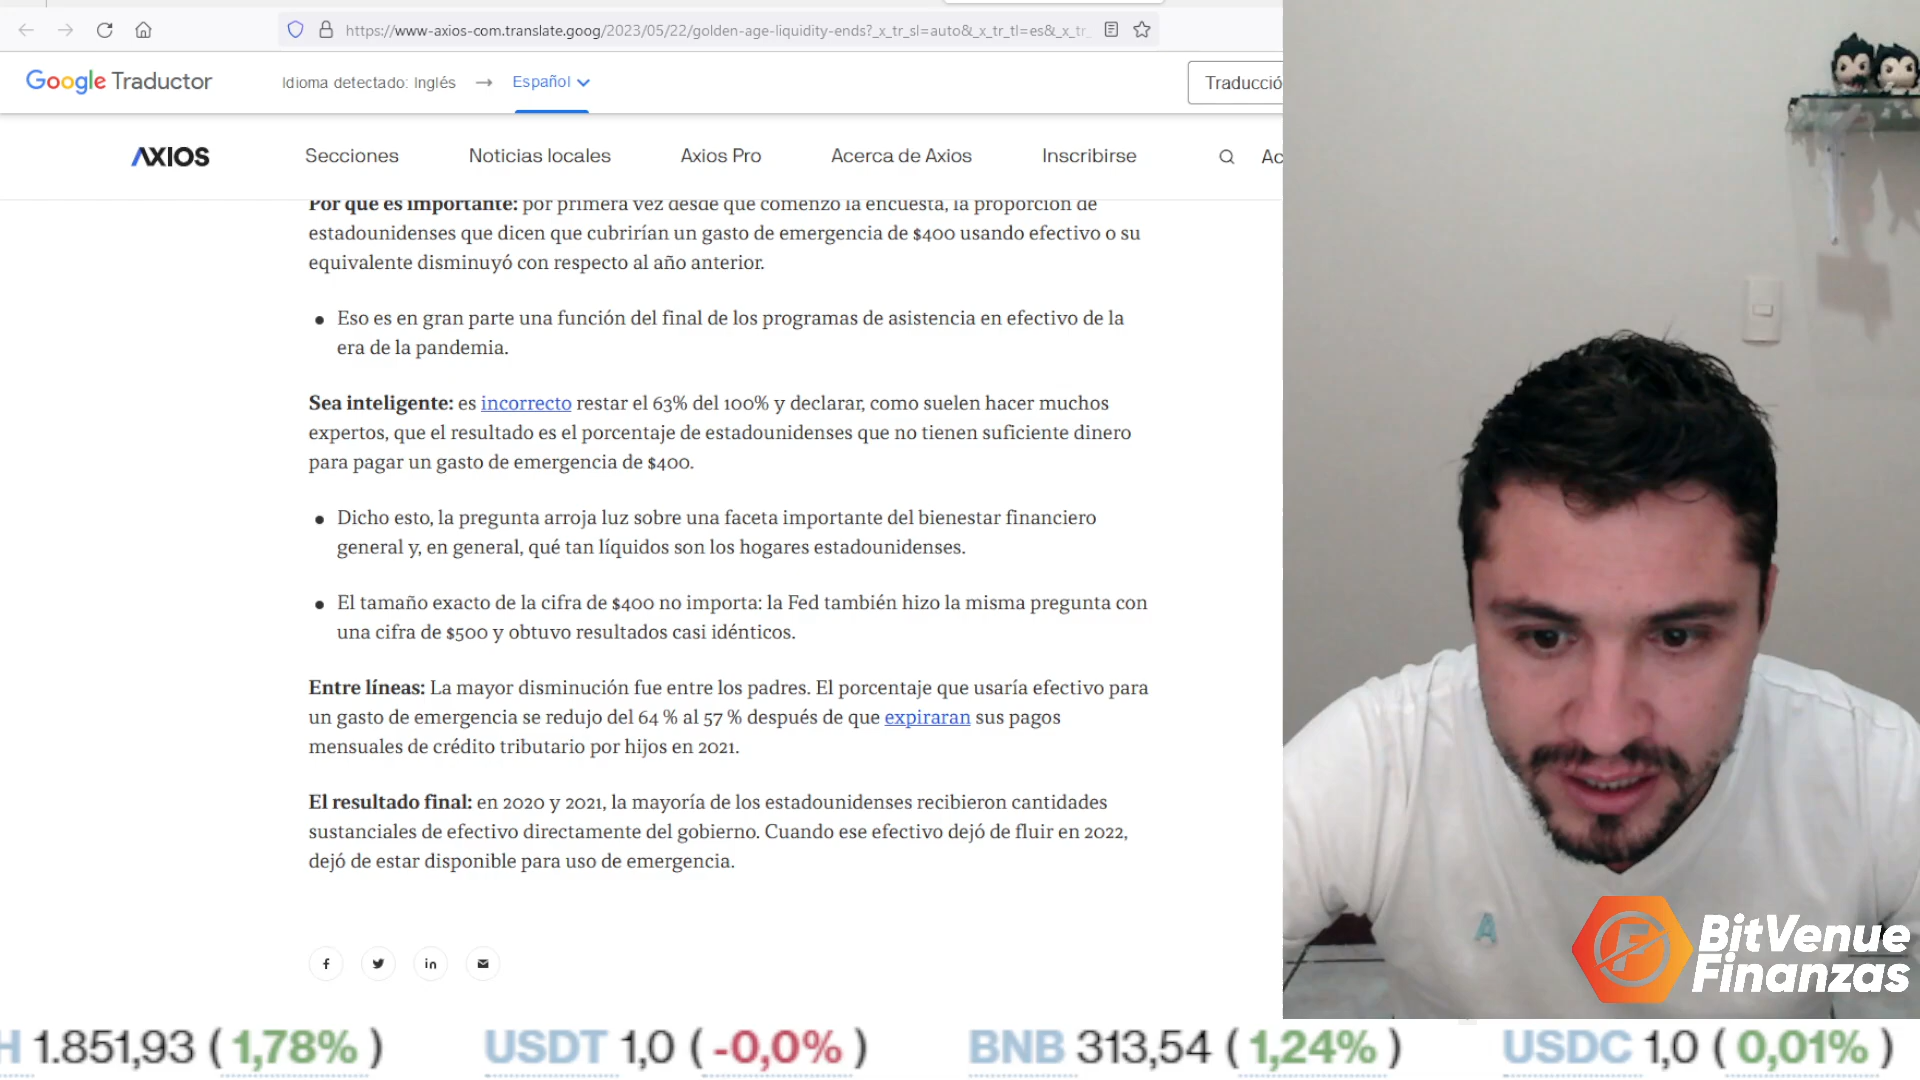 https://www-axios-com.translate.goog/2023/05/22/golden-age-liquidity-ends?_x_tr_sl=auto&_x_tr_tl=es&_x_tr_
Google Traductor
Idioma detectado: Inglés → Español
Traducció
AXIOS
Secciones
Noticias locales
Axios Pro
Acerca de Axios
Inscribirse
Ac
Por qué es importante: por primera vez desde que comenzó la encuesta, la proporción de
estadounidenses que dicen que cubrirían un gasto de emergencia de $400 usando efectivo o su
equivalente disminuyó con respecto al año anterior.
● Eso es en gran parte una función del final de los programas de asistencia en efectivo de la
era de la pandemia.
Sea inteligente: es incorrecto restar el 63% del 100% y declarar, como suelen hacer muchos
expertos, que el resultado es el porcentaje de estadounidenses que no tienen suficiente dinero
para pagar un gasto de emergencia de $400.
● Dicho esto, la pregunta arroja luz sobre una faceta importante del bienestar financiero
general y, en general, qué tan líquidos son los hogares estadounidenses.
● El tamaño exacto de la cifra de $400 no importa: la Fed también hizo la misma pregunta con
una cifra de $500 y obtuvo resultados casi idénticos.
Entre líneas: La mayor disminución fue entre los padres. El porcentaje que usaría efectivo para
un gasto de emergencia se redujo del 64 % al 57 % después de que expiraran sus pagos
mensuales de crédito tributario por hijos en 2021.
El resultado final: en 2020 y 2021, la mayoría de los estadounidenses recibieron cantidades
sustanciales de efectivo directamente del gobierno. Cuando ese efectivo dejó de fluir en 2022,
dejó de estar disponible para uso de emergencia.
A
BitVenue
Finanzas
H 1.851,93 ( 1,78% ) USDT 1,0 ( -0,0% ) BNB 313,54 ( 1,24% ) USDC 1,0 ( 0,01% )